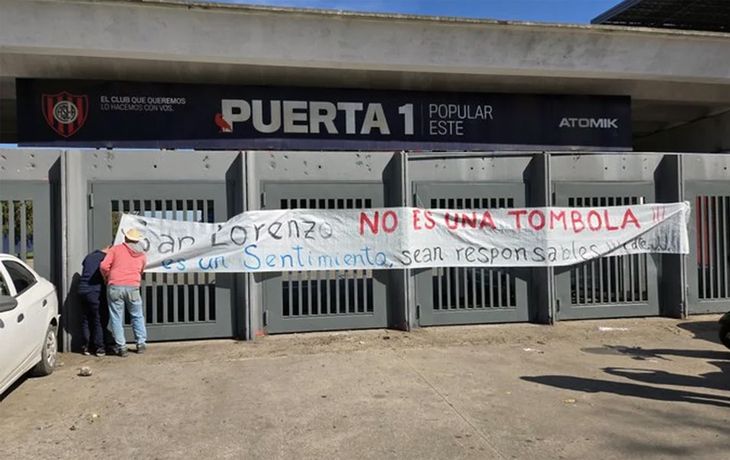 EL CLUB QUE QUEREMOS
LO HACEMOS CON VOS.
PUERTA 1
POPULAR
ESTE
ATOMIK
San Lorenzo NO ES UNA TOMBOLA !!!
es un Sentimiento, sean responsables !!!